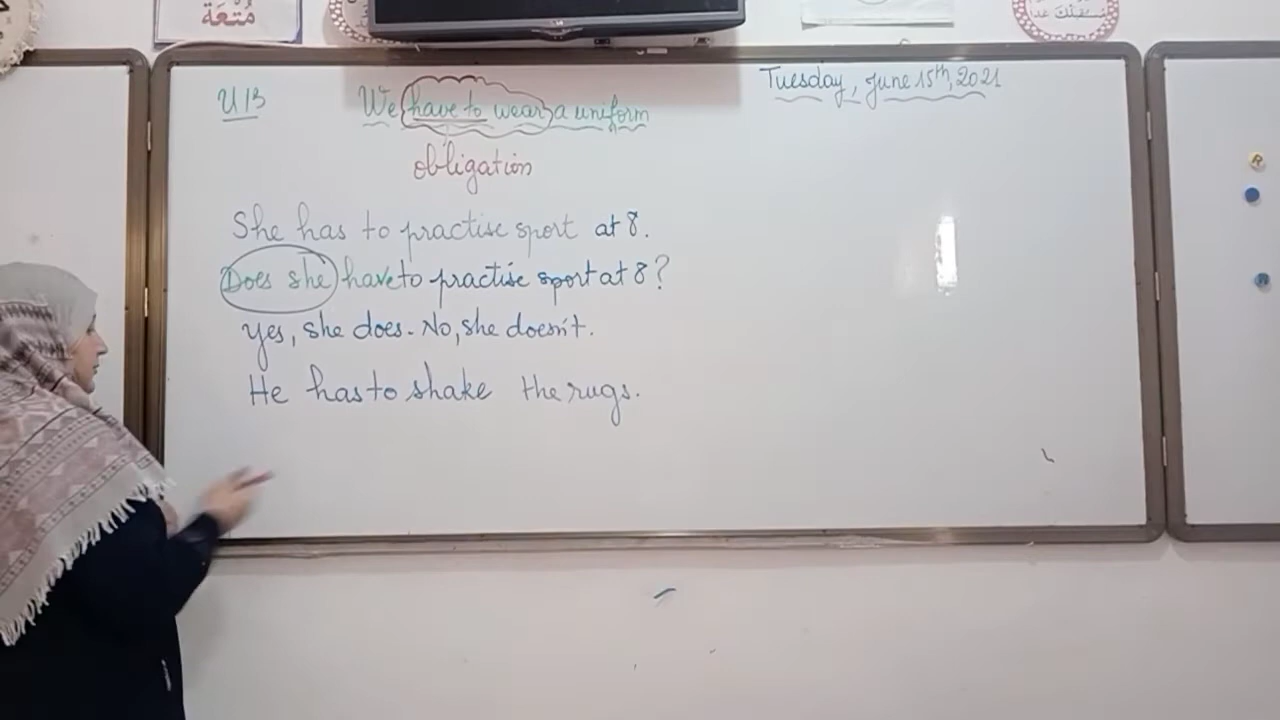 مُتْعَة
U13
We have to wear a uniform
Tuesday, June 15th, 2021
obligation
She has to practise sport at 8.
Does she have to practise sport at 8?
Yes, she does. No, she doesn't.
He has to shake the rugs.
R